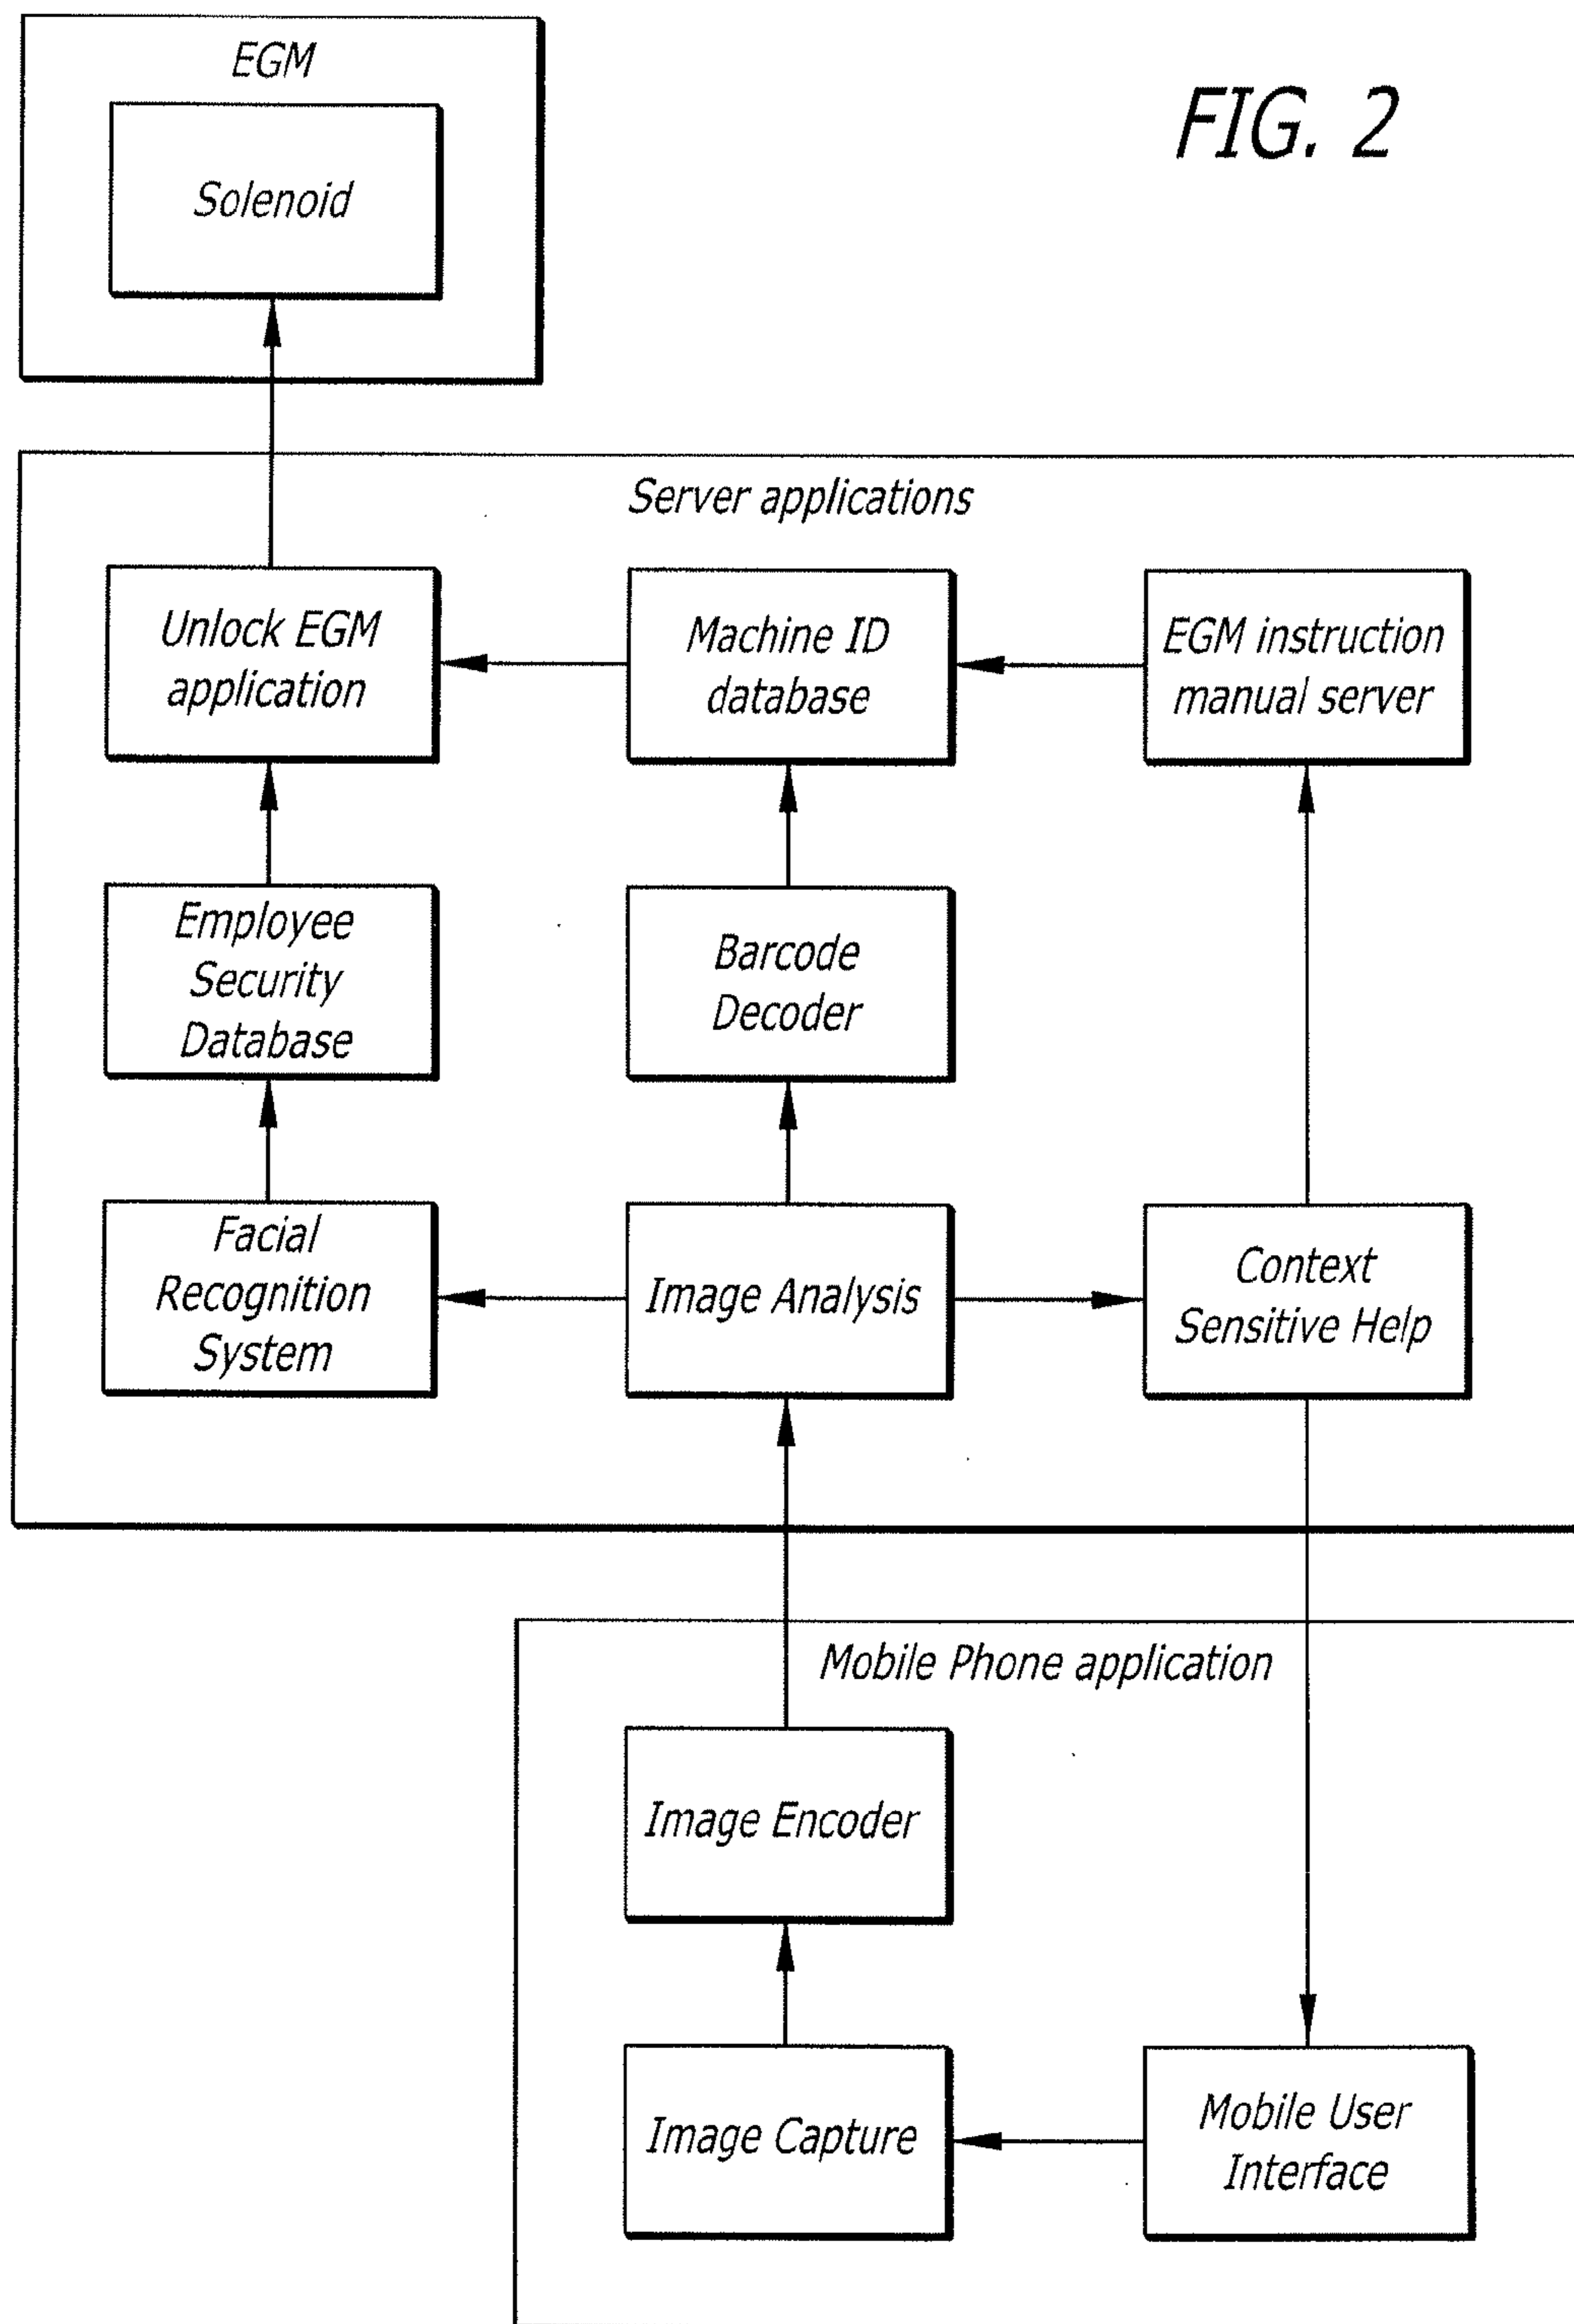 EGM
FIG. 2
Solenoid
Server applications
Unlock EGM
application
Machine ID
database
EGM instruction
manual server
Employee
Security
Database
Barcode
Decoder
Facial
Recognition
System
Image Analysis
Context
Sensitive Help
Mobile Phone application
Image Encoder
Image Capture
Mobile User
Interface